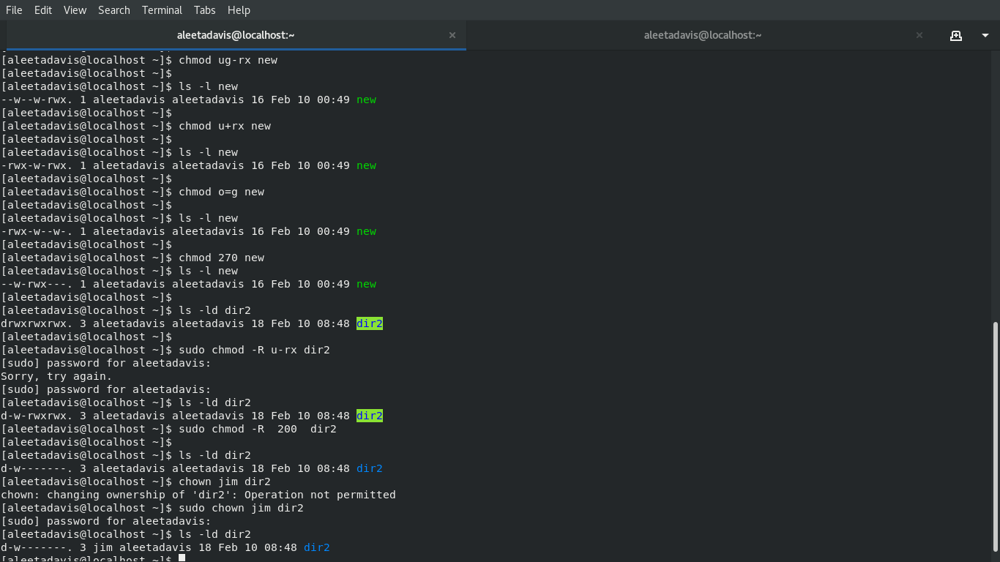 File Edit View Search Terminal Tabs Help
aleetadavis@localhost:~ × aleetadavis@localhost:~ ×
[aleetadavis@localhost ~]$ chmod ug-rx new
[aleetadavis@localhost ~]$
[aleetadavis@localhost ~]$ ls -l new
--w--w-rwx. 1 aleetadavis aleetadavis 16 Feb 10 00:49 new
[aleetadavis@localhost ~]$
[aleetadavis@localhost ~]$ chmod u+rx new
[aleetadavis@localhost ~]$
[aleetadavis@localhost ~]$ ls -l new
-rwx-w-rwx. 1 aleetadavis aleetadavis 16 Feb 10 00:49 new
[aleetadavis@localhost ~]$
[aleetadavis@localhost ~]$ chmod o=g new
[aleetadavis@localhost ~]$
[aleetadavis@localhost ~]$ ls -l new
-rwx-w--w-. 1 aleetadavis aleetadavis 16 Feb 10 00:49 new
[aleetadavis@localhost ~]$
[aleetadavis@localhost ~]$ chmod 270 new
[aleetadavis@localhost ~]$ ls -l new
--w-rwx---. 1 aleetadavis aleetadavis 16 Feb 10 00:49 new
[aleetadavis@localhost ~]$
[aleetadavis@localhost ~]$ ls -ld dir2
drwxrwxrwx. 3 aleetadavis aleetadavis 18 Feb 10 08:48 dir2
[aleetadavis@localhost ~]$
[aleetadavis@localhost ~]$ sudo chmod -R u-rx dir2
[sudo] password for aleetadavis:
Sorry, try again.
[sudo] password for aleetadavis:
[aleetadavis@localhost ~]$ ls -ld dir2
d-w-rwxrwx. 3 aleetadavis aleetadavis 18 Feb 10 08:48 dir2
[aleetadavis@localhost ~]$ sudo chmod -R  200  dir2
[aleetadavis@localhost ~]$
[aleetadavis@localhost ~]$ ls -ld dir2
d-w-------. 3 aleetadavis aleetadavis 18 Feb 10 08:48 dir2
[aleetadavis@localhost ~]$ chown jim dir2
chown: changing ownership of 'dir2': Operation not permitted
[aleetadavis@localhost ~]$ sudo chown jim dir2
[sudo] password for aleetadavis:
[aleetadavis@localhost ~]$ ls -ld dir2
d-w-------. 3 jim aleetadavis 18 Feb 10 08:48 dir2
[aleetadavis@localhost ~]$